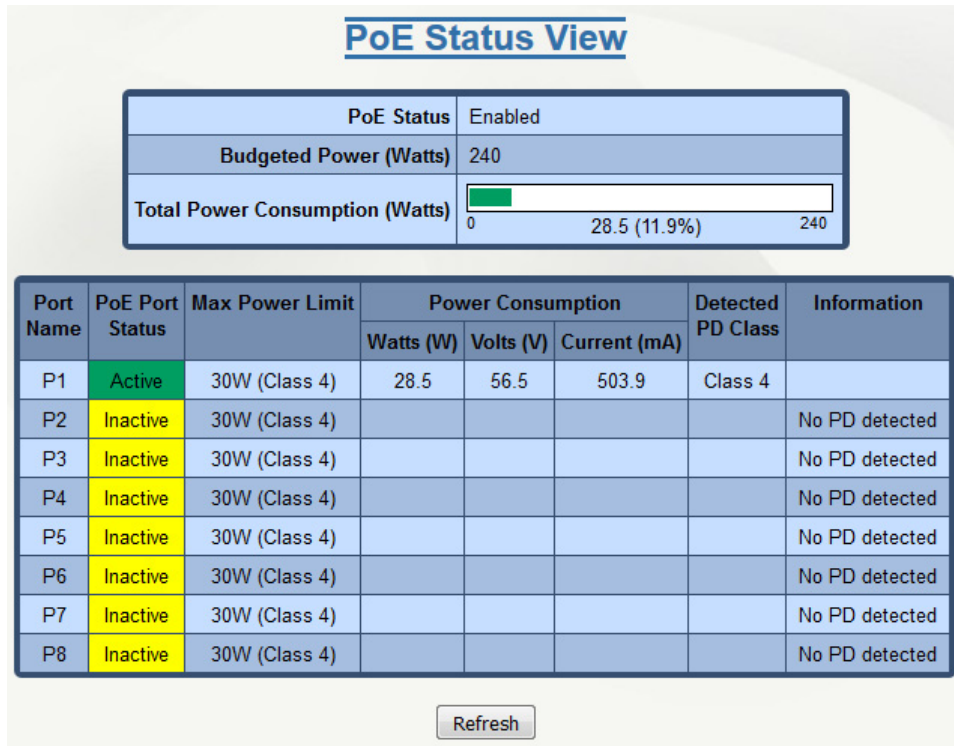 PoE Status View
PoE Status Enabled
Budgeted Power (Watts) 240
Total Power Consumption (Watts) 0 28.5 (11.9%) 240
Port Name PoE Port Status Max Power Limit Power Consumption Detected PD Class Information
Watts (W) Volts (V) Current (mA)
P1 Active 30W (Class 4) 28.5 56.5 503.9 Class 4
P2 Inactive 30W (Class 4) No PD detected
P3 Inactive 30W (Class 4) No PD detected
P4 Inactive 30W (Class 4) No PD detected
P5 Inactive 30W (Class 4) No PD detected
P6 Inactive 30W (Class 4) No PD detected
P7 Inactive 30W (Class 4) No PD detected
P8 Inactive 30W (Class 4) No PD detected
Refresh